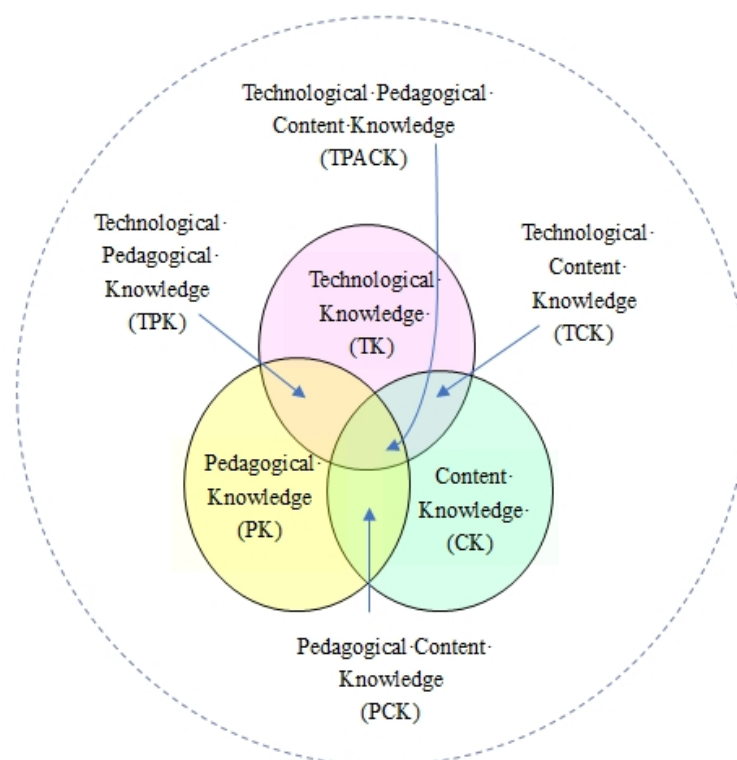 Technological·Pedagogical·
Content·Knowledge
(TPACK)
Technological·
Pedagogical·
Knowledge
(TPK)
Technological·
Content·
Knowledge
(TCK)
Technological·
Knowledge·
(TK)
Pedagogical·
Knowledge
(PK)
Content·
Knowledge·
(CK)
Pedagogical·Content·
Knowledge
(PCK)